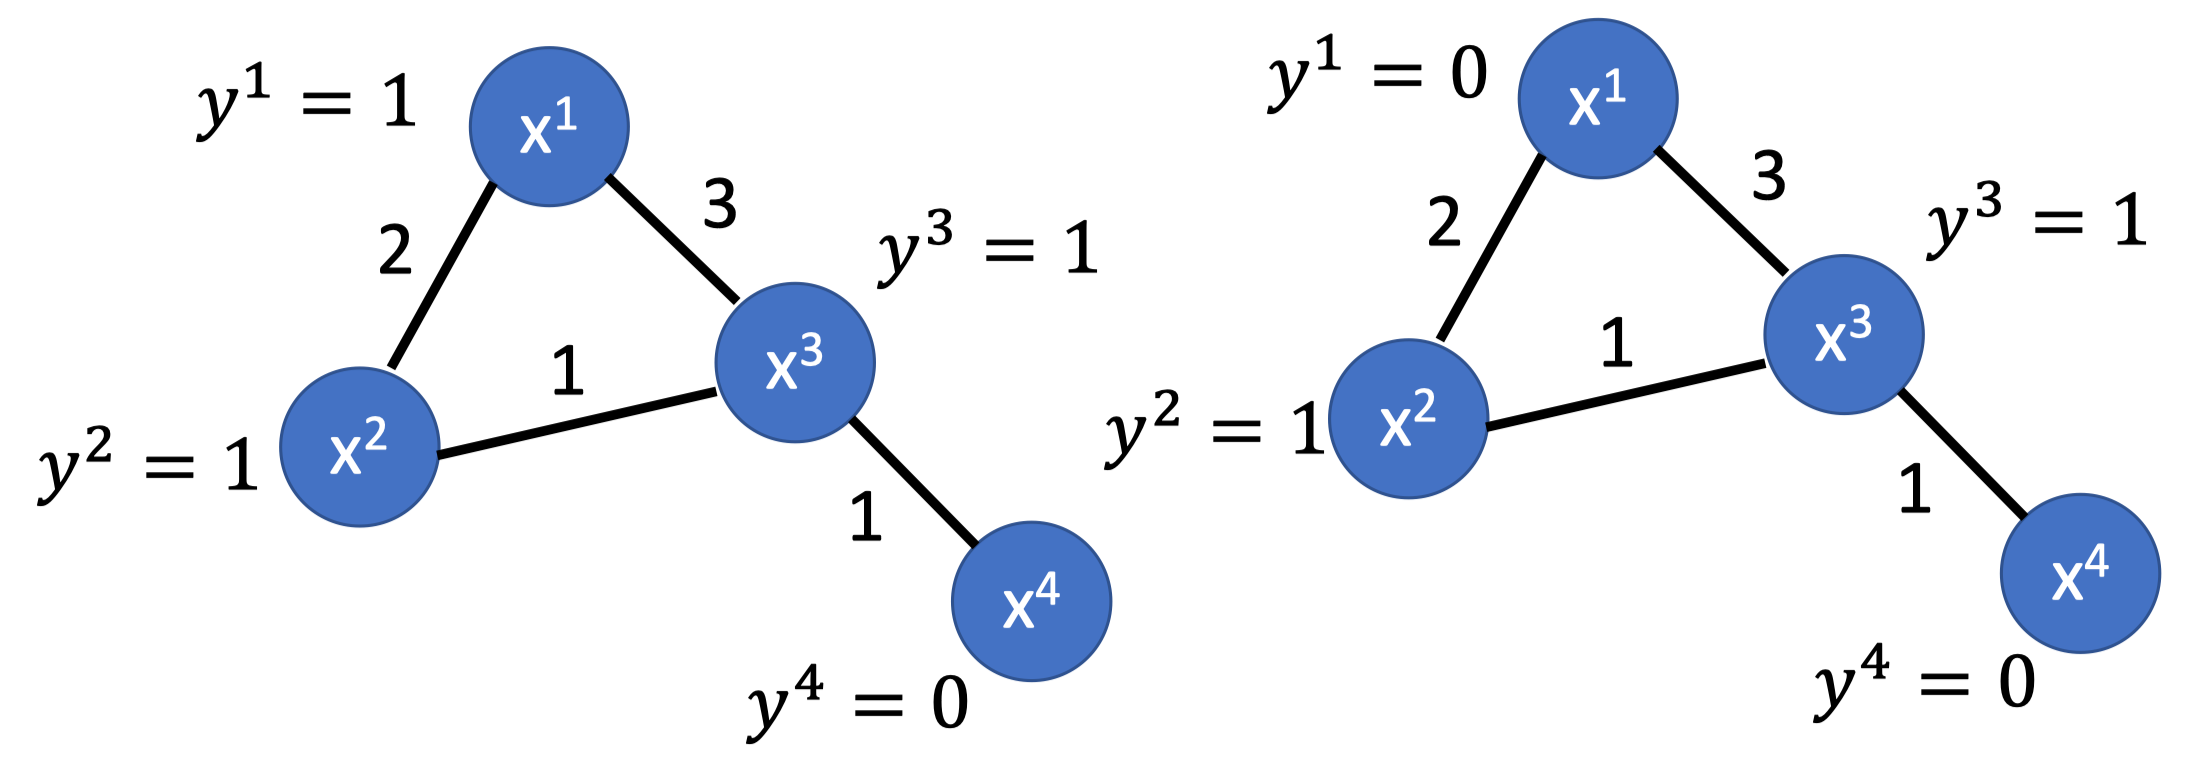 y¹ = 1
x¹
2
3
y³ = 1
1
x³
y² = 1
x²
1
x⁴
y⁴ = 0
y¹ = 0
x¹
2
3
y³ = 1
1
x³
y² = 1
x²
1
x⁴
y⁴ = 0